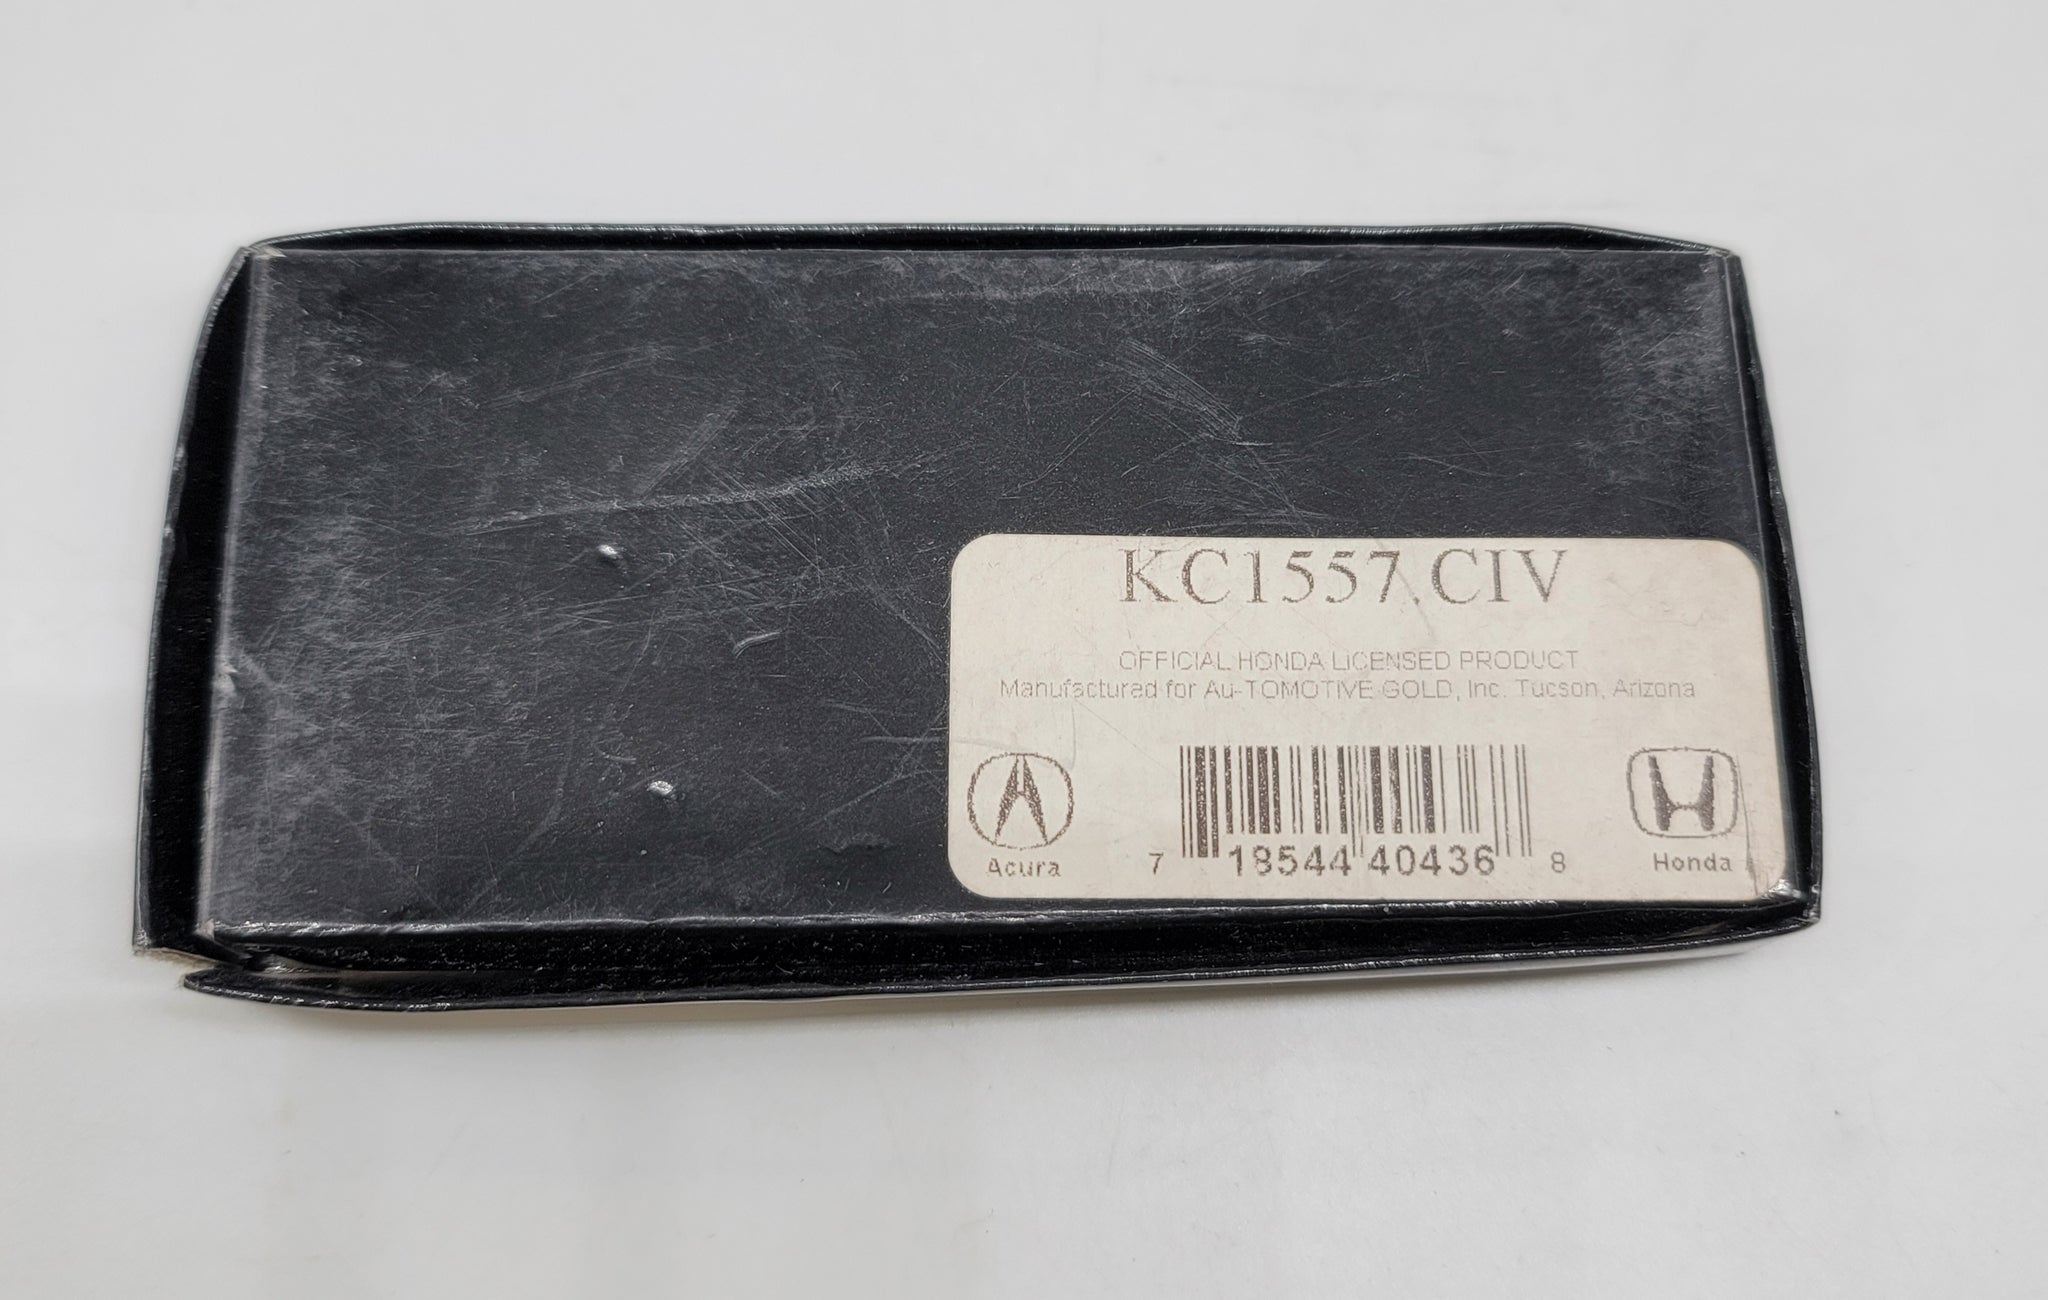 KC1557.CIV
OFFICIAL HONDA LICENSED PRODUCT
Manufactured for Au-TOMOTIVE GOLD, Inc. Tucson, Arizona
Acura
7 18544 40436 8
Honda